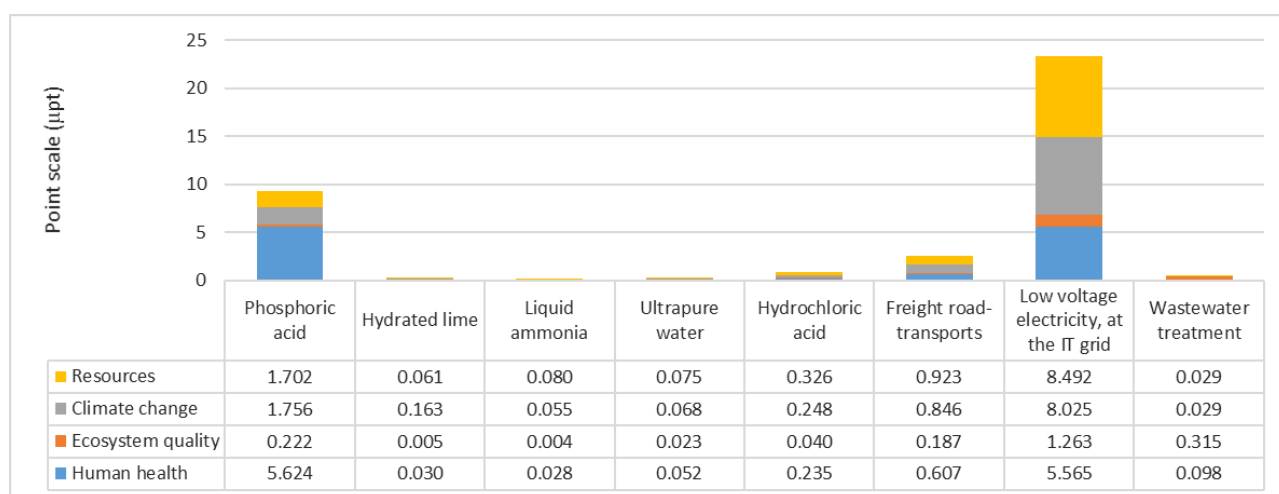 25
20
15
10
5
0
Point scale (µpt)
Phosphoric acid Hydrated lime Liquid ammonia Ultrapure water Hydrochloric acid Freight road-transports Low voltage electricity, at the IT grid Wastewater treatment
Resources 1.702 0.061 0.080 0.075 0.326 0.923 8.492 0.029
Climate change 1.756 0.163 0.055 0.068 0.248 0.846 8.025 0.029
Ecosystem quality 0.222 0.005 0.004 0.023 0.040 0.187 1.263 0.315
Human health 5.624 0.030 0.028 0.052 0.235 0.607 5.565 0.098